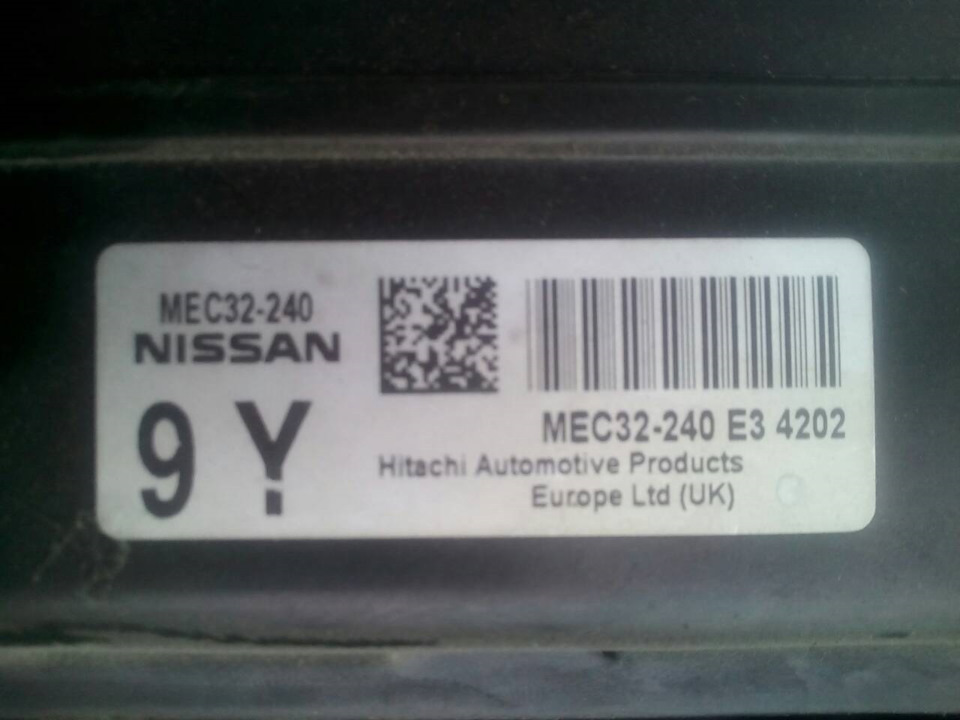 MEC32-240
NISSAN
9 Y
MEC32-240 E3 4202
Hitachi Automotive Products
Europe Ltd (UK)